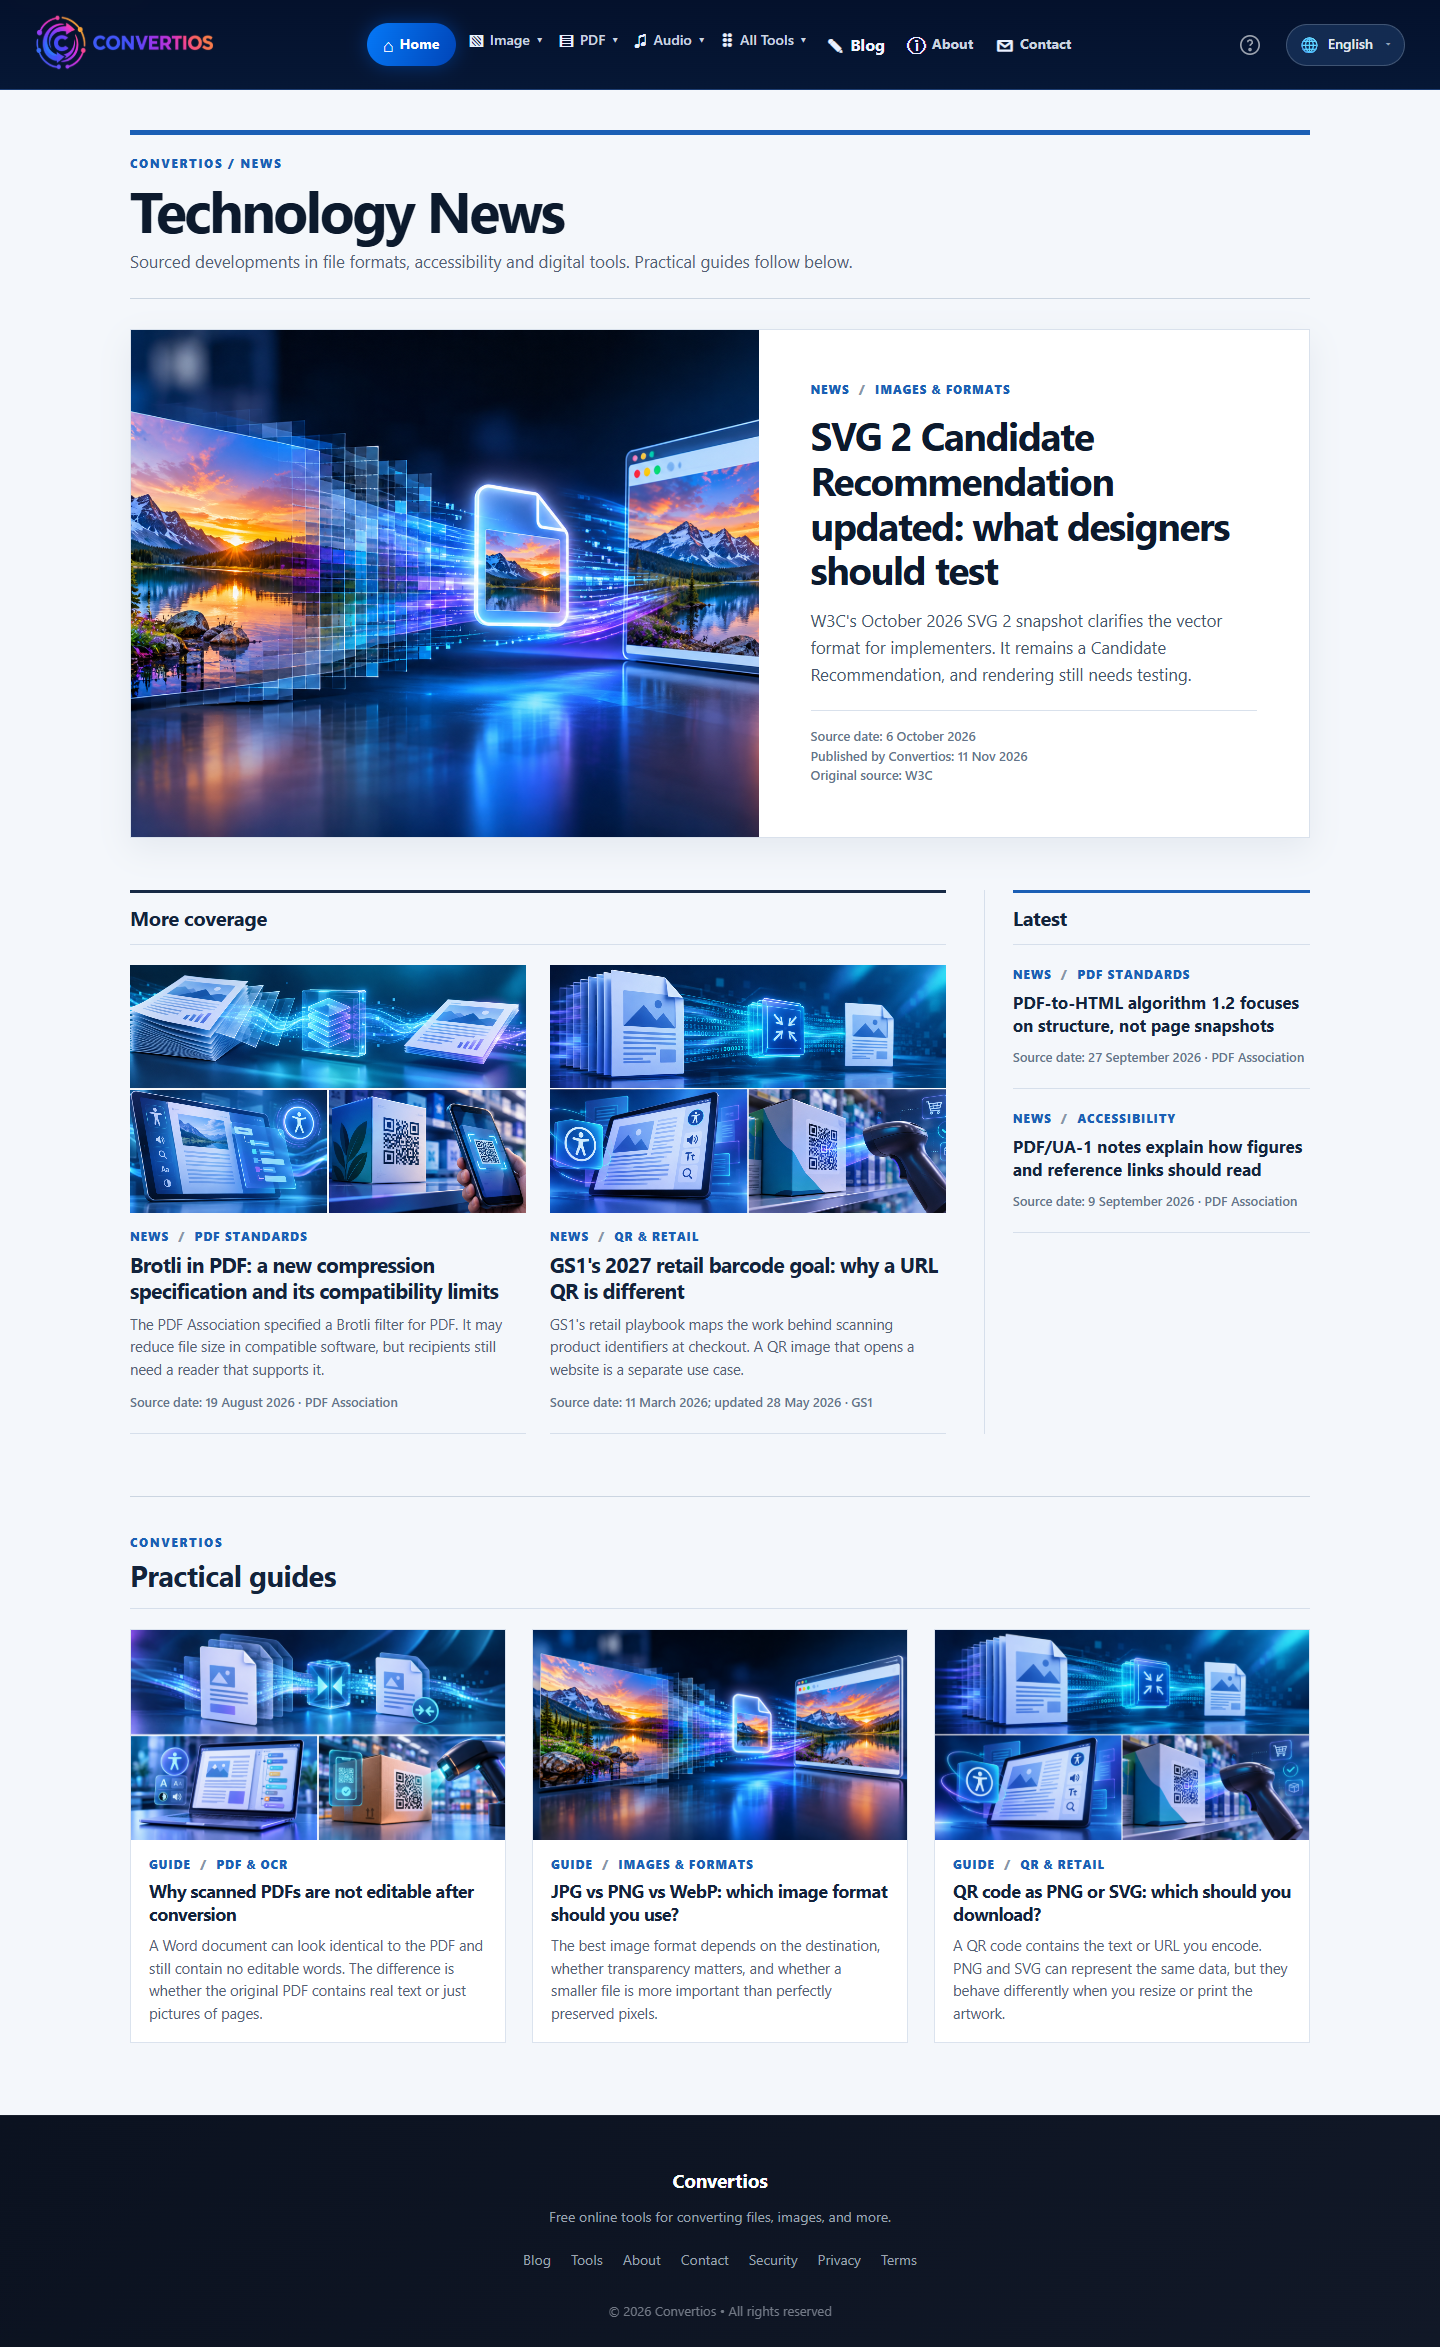 CONVERTIOS
Home
Image
PDF
Audio
All Tools
Blog
About
Contact
English
CONVERTIOS / NEWS
Technology News
Sourced developments in file formats, accessibility and digital tools. Practical guides follow below.
NEWS / IMAGES & FORMATS
SVG 2 Candidate
Recommendation
updated: what designers
should test
W3C's October 2026 SVG 2 snapshot clarifies the vector
format for implementers. It remains a Candidate
Recommendation, and rendering still needs testing.
Source date: 6 October 2026
Published by Convertios: 11 Nov 2026
Original source: W3C
More coverage
NEWS / PDF STANDARDS
Brotli in PDF: a new compression
specification and its compatibility limits
The PDF Association specified a Brotli filter for PDF. It may
reduce file size in compatible software, but recipients still
need a reader that supports it.
Source date: 19 August 2026 · PDF Association
NEWS / QR & RETAIL
GS1's 2027 retail barcode goal: why a URL
QR is different
GS1's retail playbook maps the work behind scanning
product identifiers at checkout. A QR image that opens a
website is a separate use case.
Source date: 11 March 2026; updated 28 May 2026 · GS1
Latest
NEWS / PDF STANDARDS
PDF-to-HTML algorithm 1.2 focuses
on structure, not page snapshots
Source date: 27 September 2026 · PDF Association
NEWS / ACCESSIBILITY
PDF/UA-1 notes explain how figures
and reference links should read
Source date: 9 September 2026 · PDF Association
CONVERTIOS
Practical guides
GUIDE / PDF & OCR
Why scanned PDFs are not editable after
conversion
A Word document can look identical to the PDF and
still contain no editable words. The difference is
whether the original PDF contains real text or just
pictures of pages.
GUIDE / IMAGES & FORMATS
JPG vs PNG vs WebP: which image format
should you use?
The best image format depends on the destination,
whether transparency matters, and whether a
smaller file is more important than perfectly
preserved pixels.
GUIDE / QR & RETAIL
QR code as PNG or SVG: which should you
download?
A QR code contains the text or URL you encode.
PNG and SVG can represent the same data, but they
behave differently when you resize or print the
artwork.
Convertios
Free online tools for converting files, images, and more.
Blog Tools About Contact Security Privacy Terms
© 2026 Convertios • All rights reserved